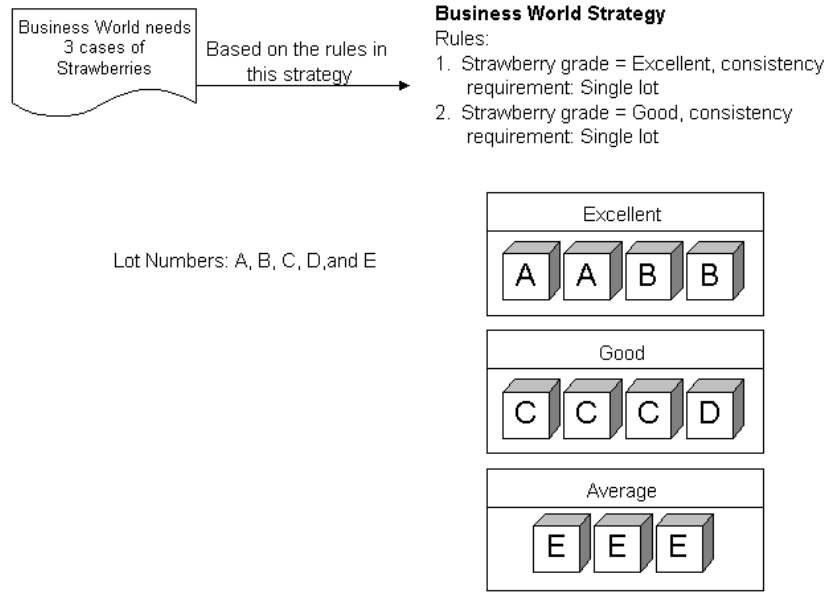 Business World needs
3 cases of
Strawberries
Based on the rules in
this strategy
Business World Strategy
Rules:
1. Strawberry grade = Excellent, consistency
requirement: Single lot
2. Strawberry grade = Good, consistency
requirement: Single lot
Lot Numbers: A, B, C, D,and E
Excellent
A A B B
Good
C C C D
Average
E E E